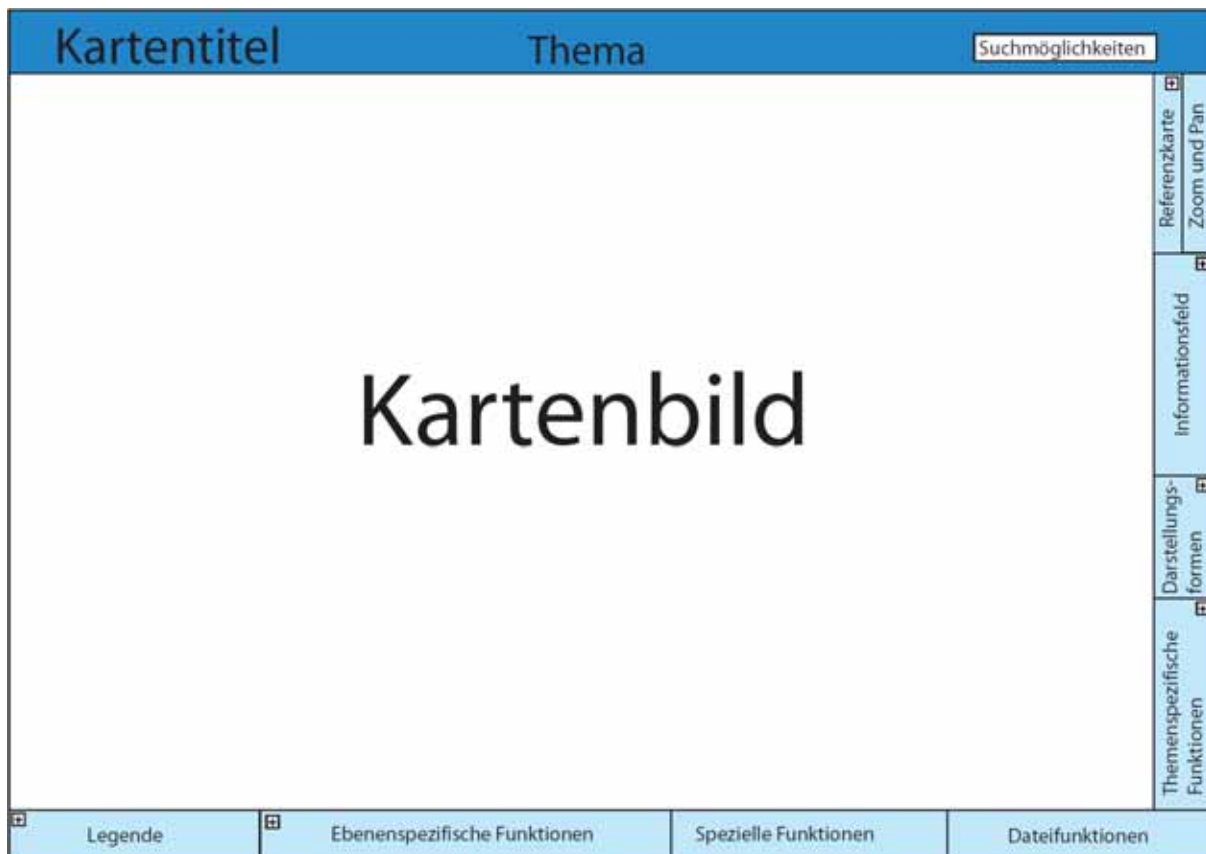 Kartentitel
Thema
Suchmöglichkeiten
Referenzkarte
Zoom und Pan
Informationsfeld
Kartenbild
Darstellungs-
formen
Themenspezifische
Funktionen
Legende
Ebenenspezifische Funktionen
Spezielle Funktionen
Dateifunktionen